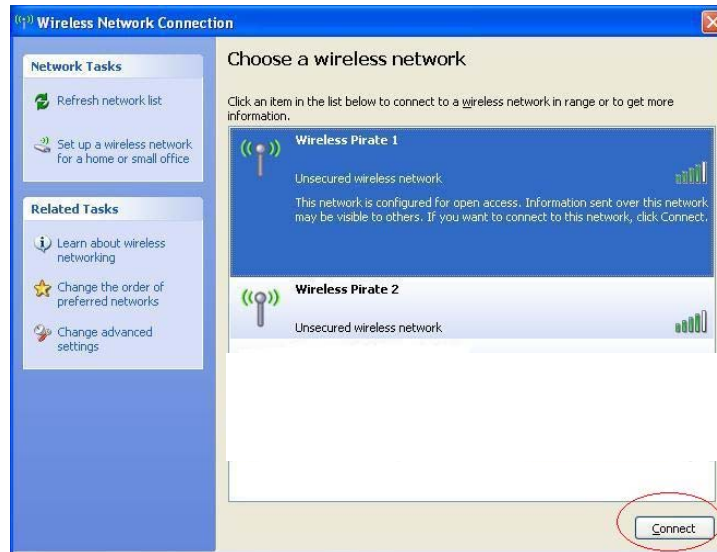 Wireless Network Connection
Network Tasks
Refresh network list
Set up a wireless network
for a home or small office
Related Tasks
Learn about wireless
networking
Change the order of
preferred networks
Change advanced
settings
Choose a wireless network
Click an item in the list below to connect to a wireless network in range or to get more
information.
Wireless Pirate 1
Unsecured wireless network
This network is configured for open access. Information sent over this network
may be visible to others. If you want to connect to this network, click Connect.
Wireless Pirate 2
Unsecured wireless network
Connect